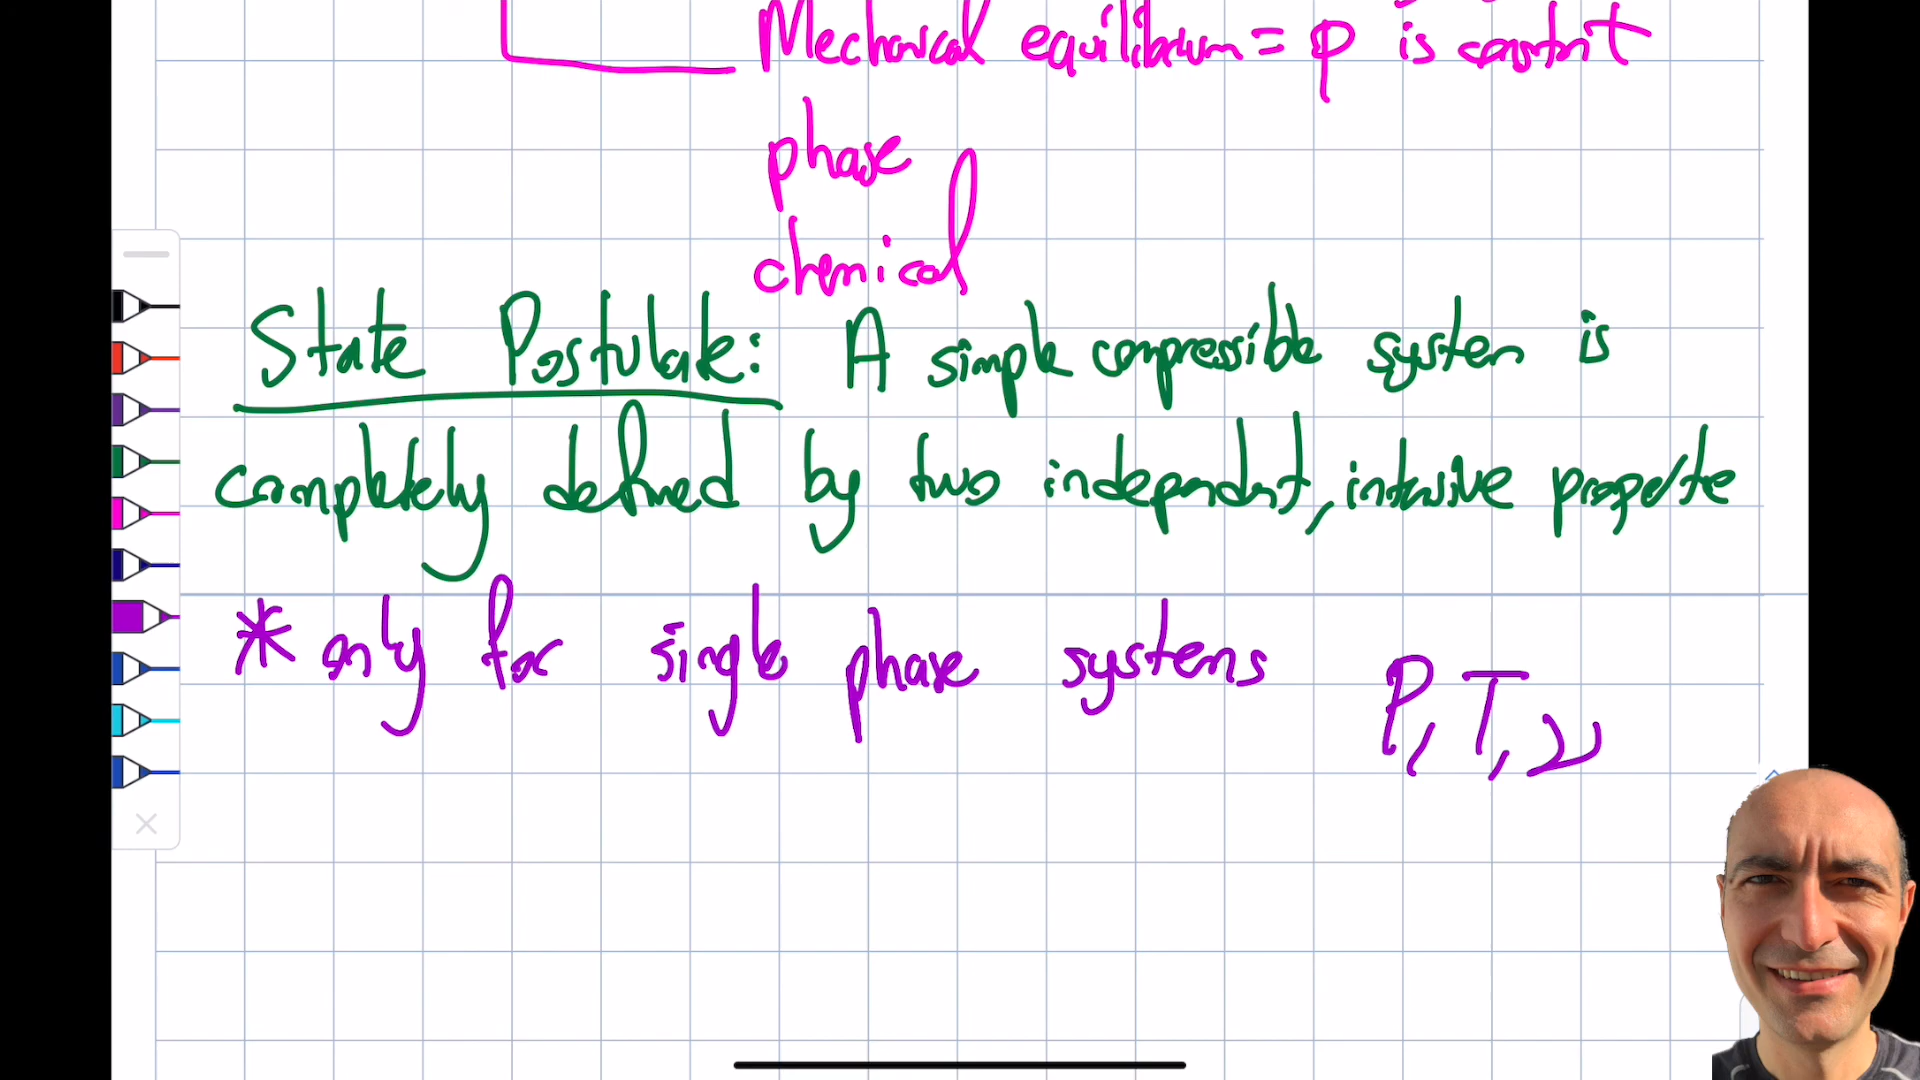 Mechanical equilibrium = P is constant
phase
chemical
State Postulate: A simple compressible system is
completely defined by two independent, intensive propertie
* only for single phase systems P, T, ν